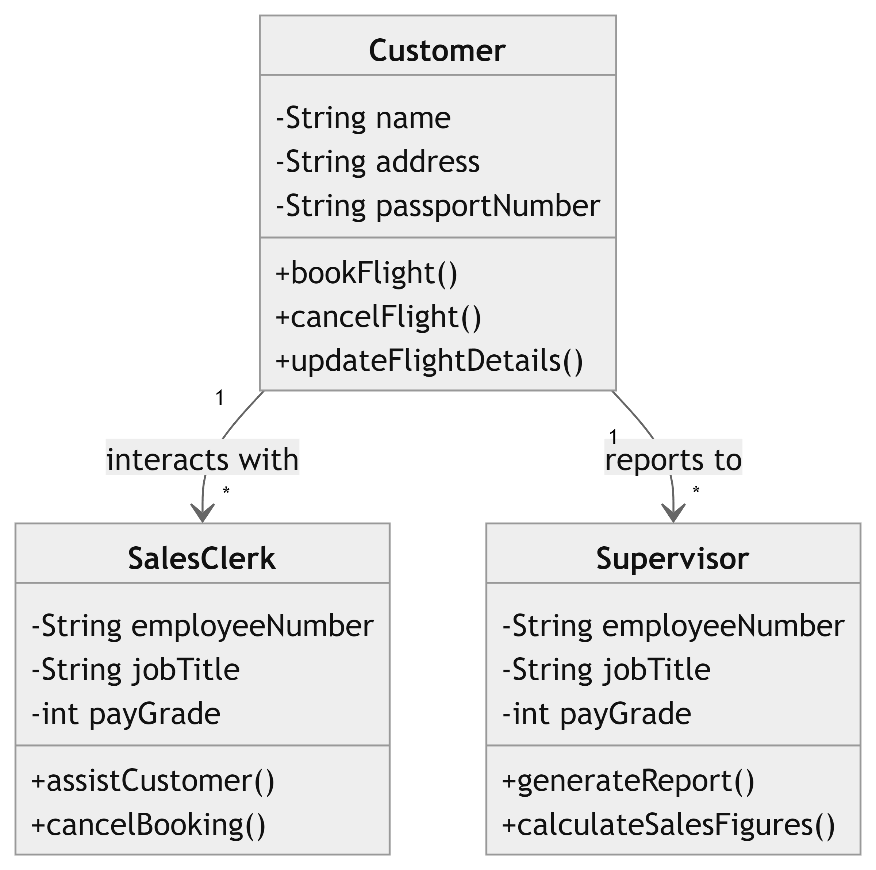 Customer
-String name
-String address
-String passportNumber
+bookFlight()
+cancelFlight()
+updateFlightDetails()
1
interacts with
*
1
reports to
*
SalesClerk
-String employeeNumber
-String jobTitle
-int payGrade
+assistCustomer()
+cancelBooking()
Supervisor
-String employeeNumber
-String jobTitle
-int payGrade
+generateReport()
+calculateSalesFigures()